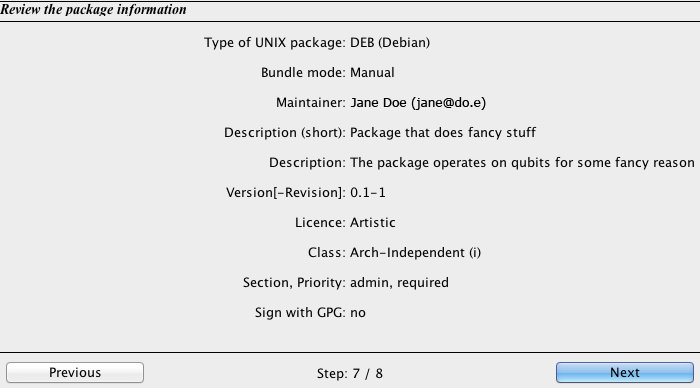 Review the package information
Type of UNIX package: DEB (Debian)
Bundle mode: Manual
Maintainer: Jane Doe (jane@do.e)
Description (short): Package that does fancy stuff
Description: The package operates on qubits for some fancy reason
Version[-Revision]: 0.1-1
Licence: Artistic
Class: Arch-Independent (i)
Section, Priority: admin, required
Sign with GPG: no
Previous Step: 7 / 8 Next